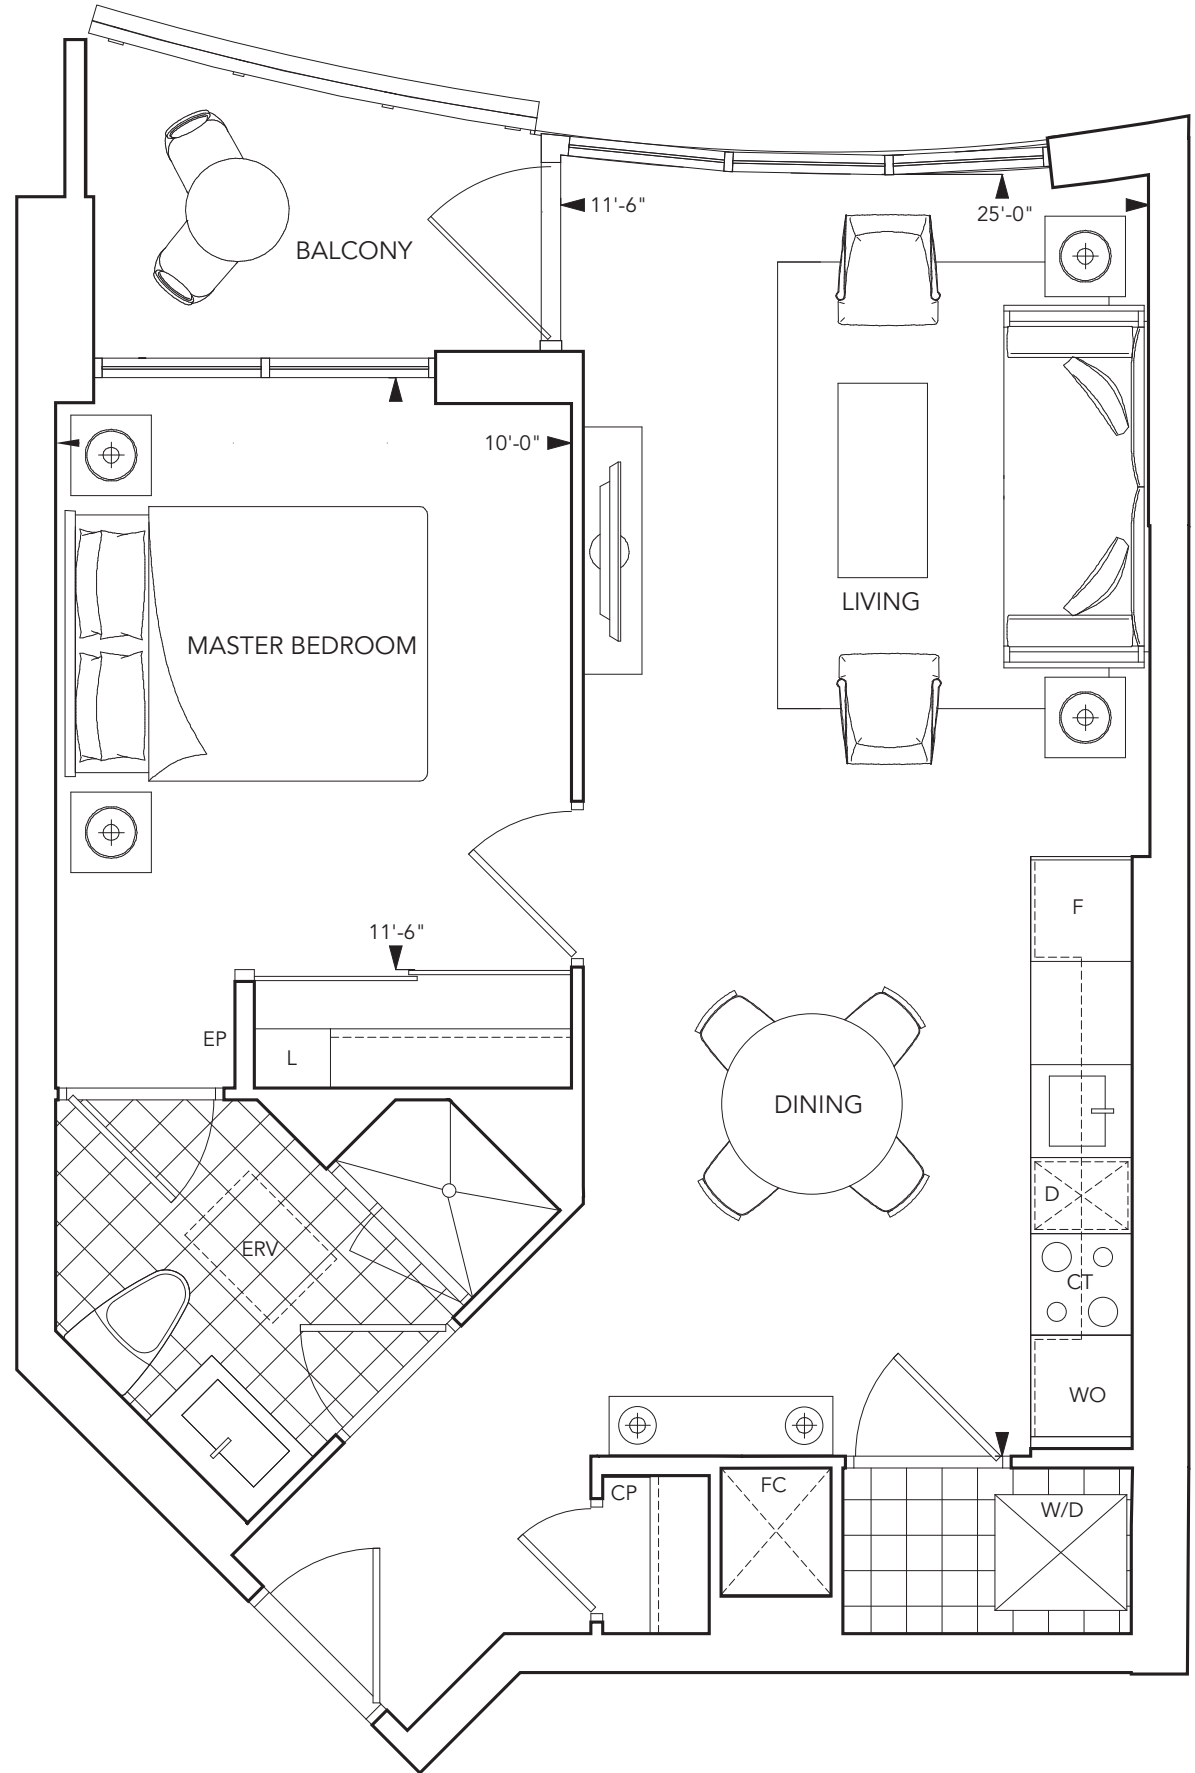 11'-6"
25'-0"
BALCONY
10'-0"
LIVING
MASTER BEDROOM
F
11'-6"
EP
L
DINING
D
ERV
CT
WO
CP
FC
W/D